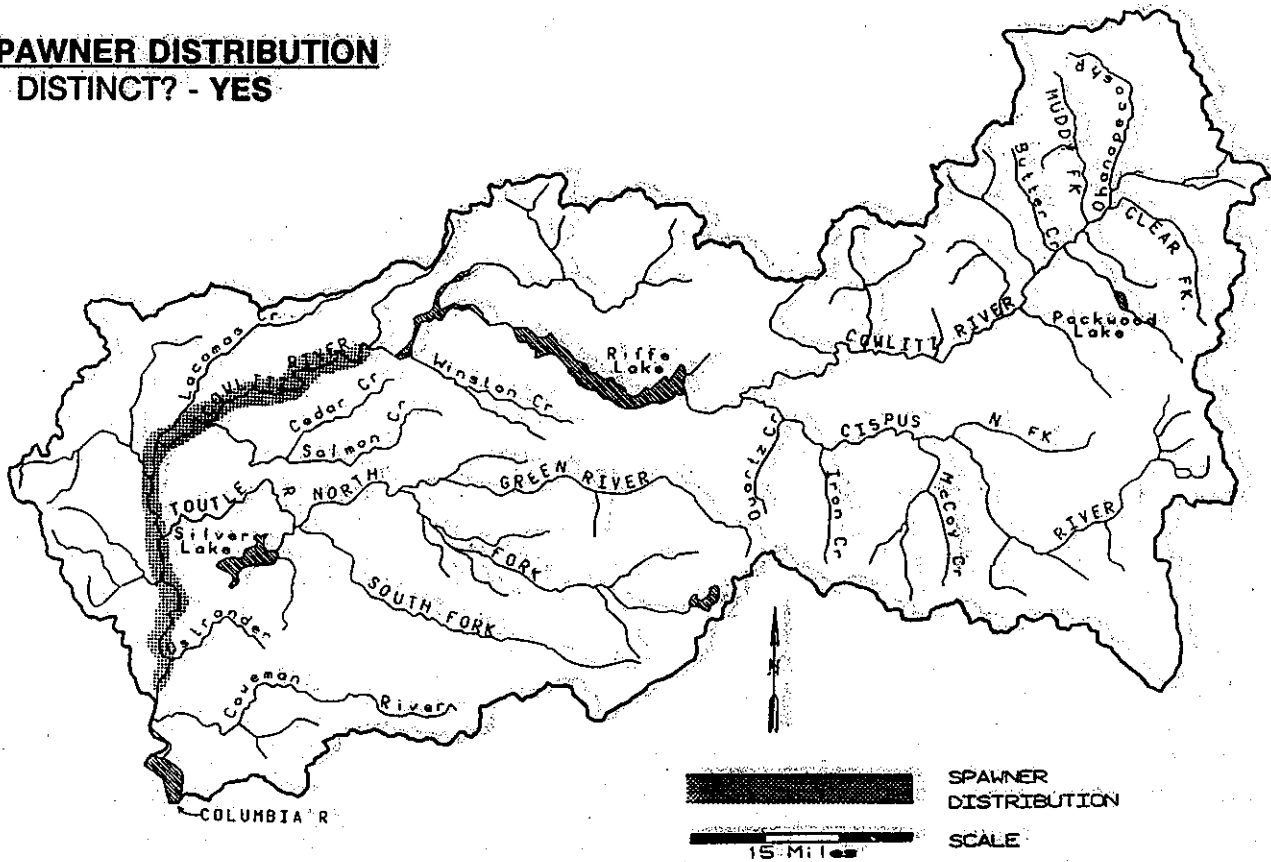 PAWNER DISTRIBUTION
DISTINCT? - YES
Ohanapecosh
MUDDY FK
Butter Cr
CLEAR FK
Packwood
Lake
COWLITZ RIVER
Lacamas Cr
COWLITZ RIVER
Riffe
Lake
Winston Cr
Cedar Cr
Salmon Cr
CISPUS
N FK
RIVER
Quartz Cr
Iron Cr
McCoy Cr
TOUTLE R
NORTH
FORK
GREEN RIVER
Silver
Lake
SOUTH FORK
Ostrander
Coweman River
N
COLUMBIA R
SPAWNER
DISTRIBUTION
SCALE
15 Miles